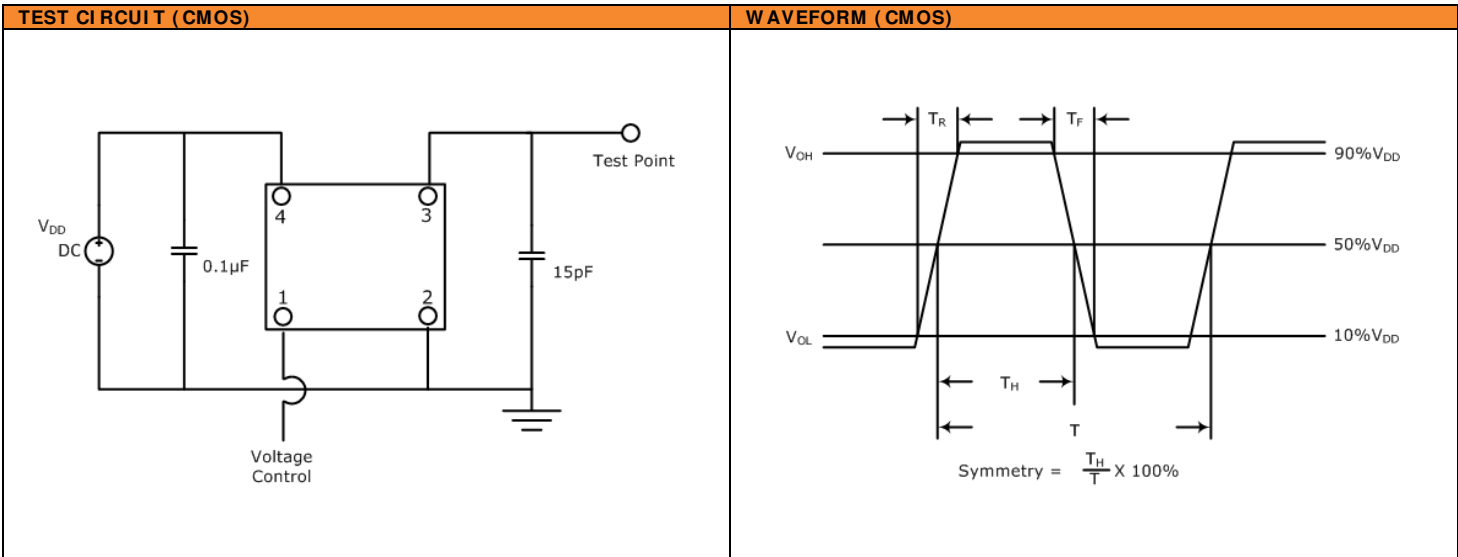 TEST CIRCUIT (CMOS)
WAVEFORM (CMOS)
VDD
DC
0.1µF
4
3
1
2
15pF
Test Point
Voltage
Control
TR
TF
VOH
90%VDD
50%VDD
VOL
10%VDD
TH
T
Symmetry = TH/T X 100%